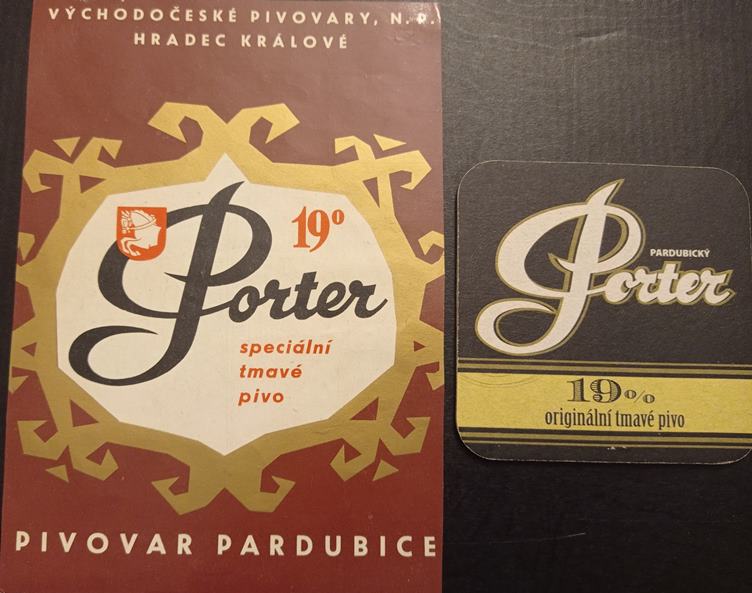 VÝCHODOČESKÉ PIVOVARY, N. P.
HRADEC KRÁLOVÉ
19°
Porter
speciální
tmavé
pivo
PIVOVAR PARDUBICE
PARDUBICKÝ
Porter
19%
originální tmavé pivo